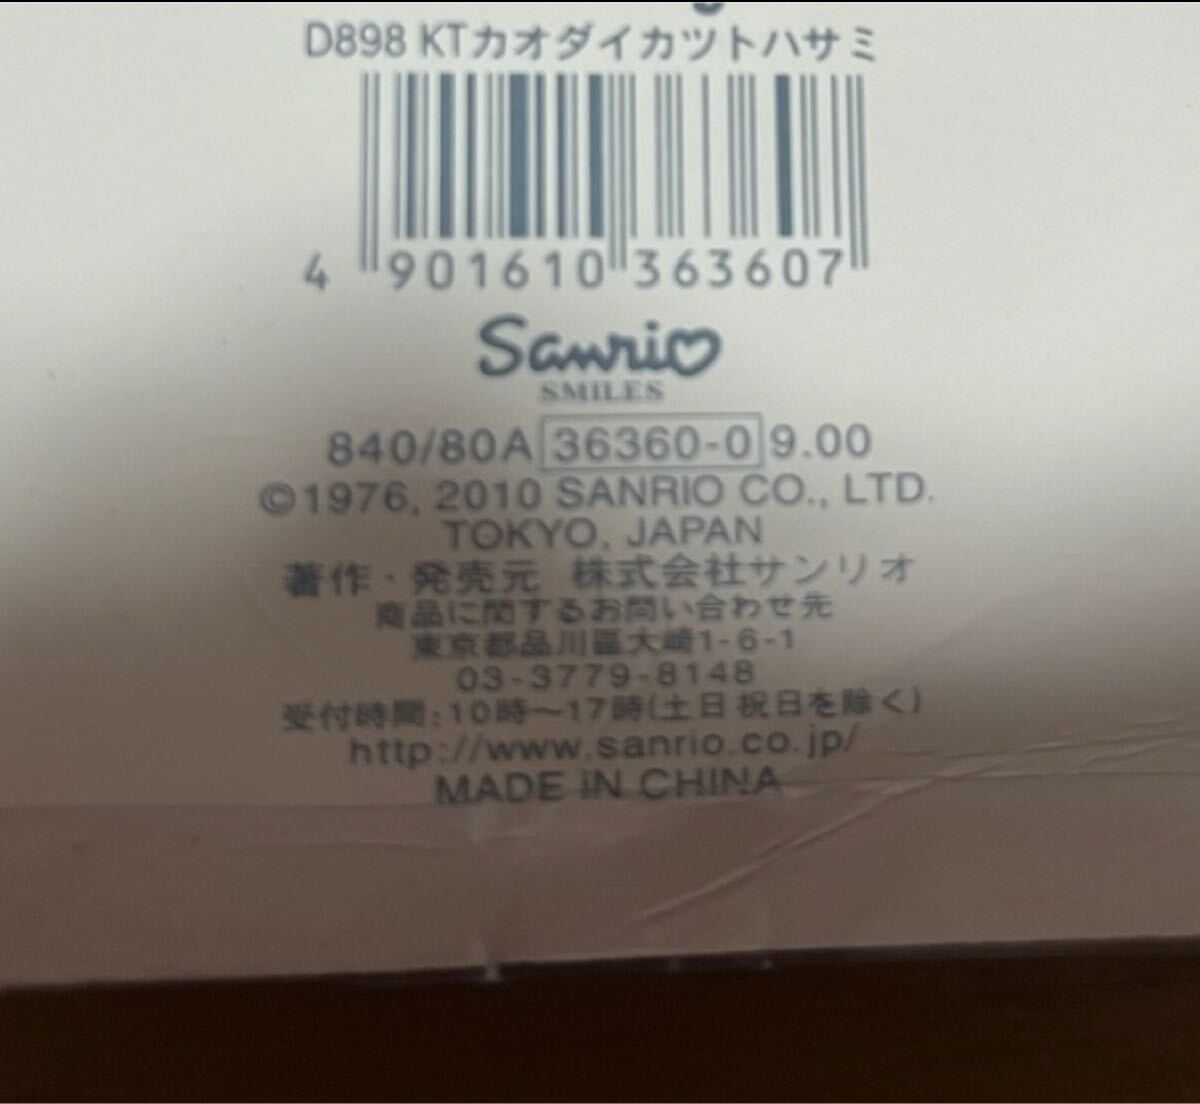 D898 KTカオダイカツトハサミ
4 901610 363607
Sanrio
SMILES
840/80A 36360-0 9.00
©1976, 2010 SANRIO CO., LTD.
TOKYO, JAPAN
著作・発売元 株式会社サンリオ
商品に関するお問い合わせ先
東京都品川區大崎1-6-1
03-3779-8148
受付時間:10時〜17時(土日祝日を除く)
http://www.sanrio.co.jp/
MADE IN CHINA